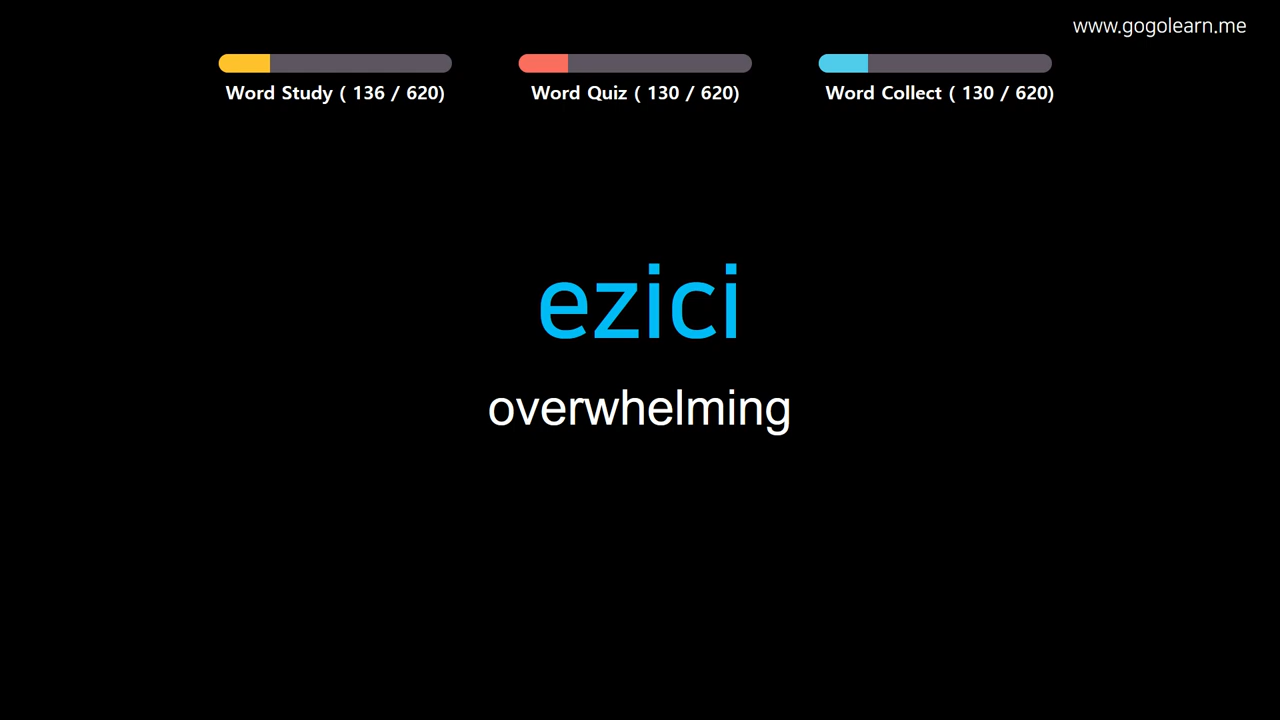 www.gogolearn.me
Word Study ( 136 / 620)
Word Quiz ( 130 / 620)
Word Collect ( 130 / 620)
ezici
overwhelming